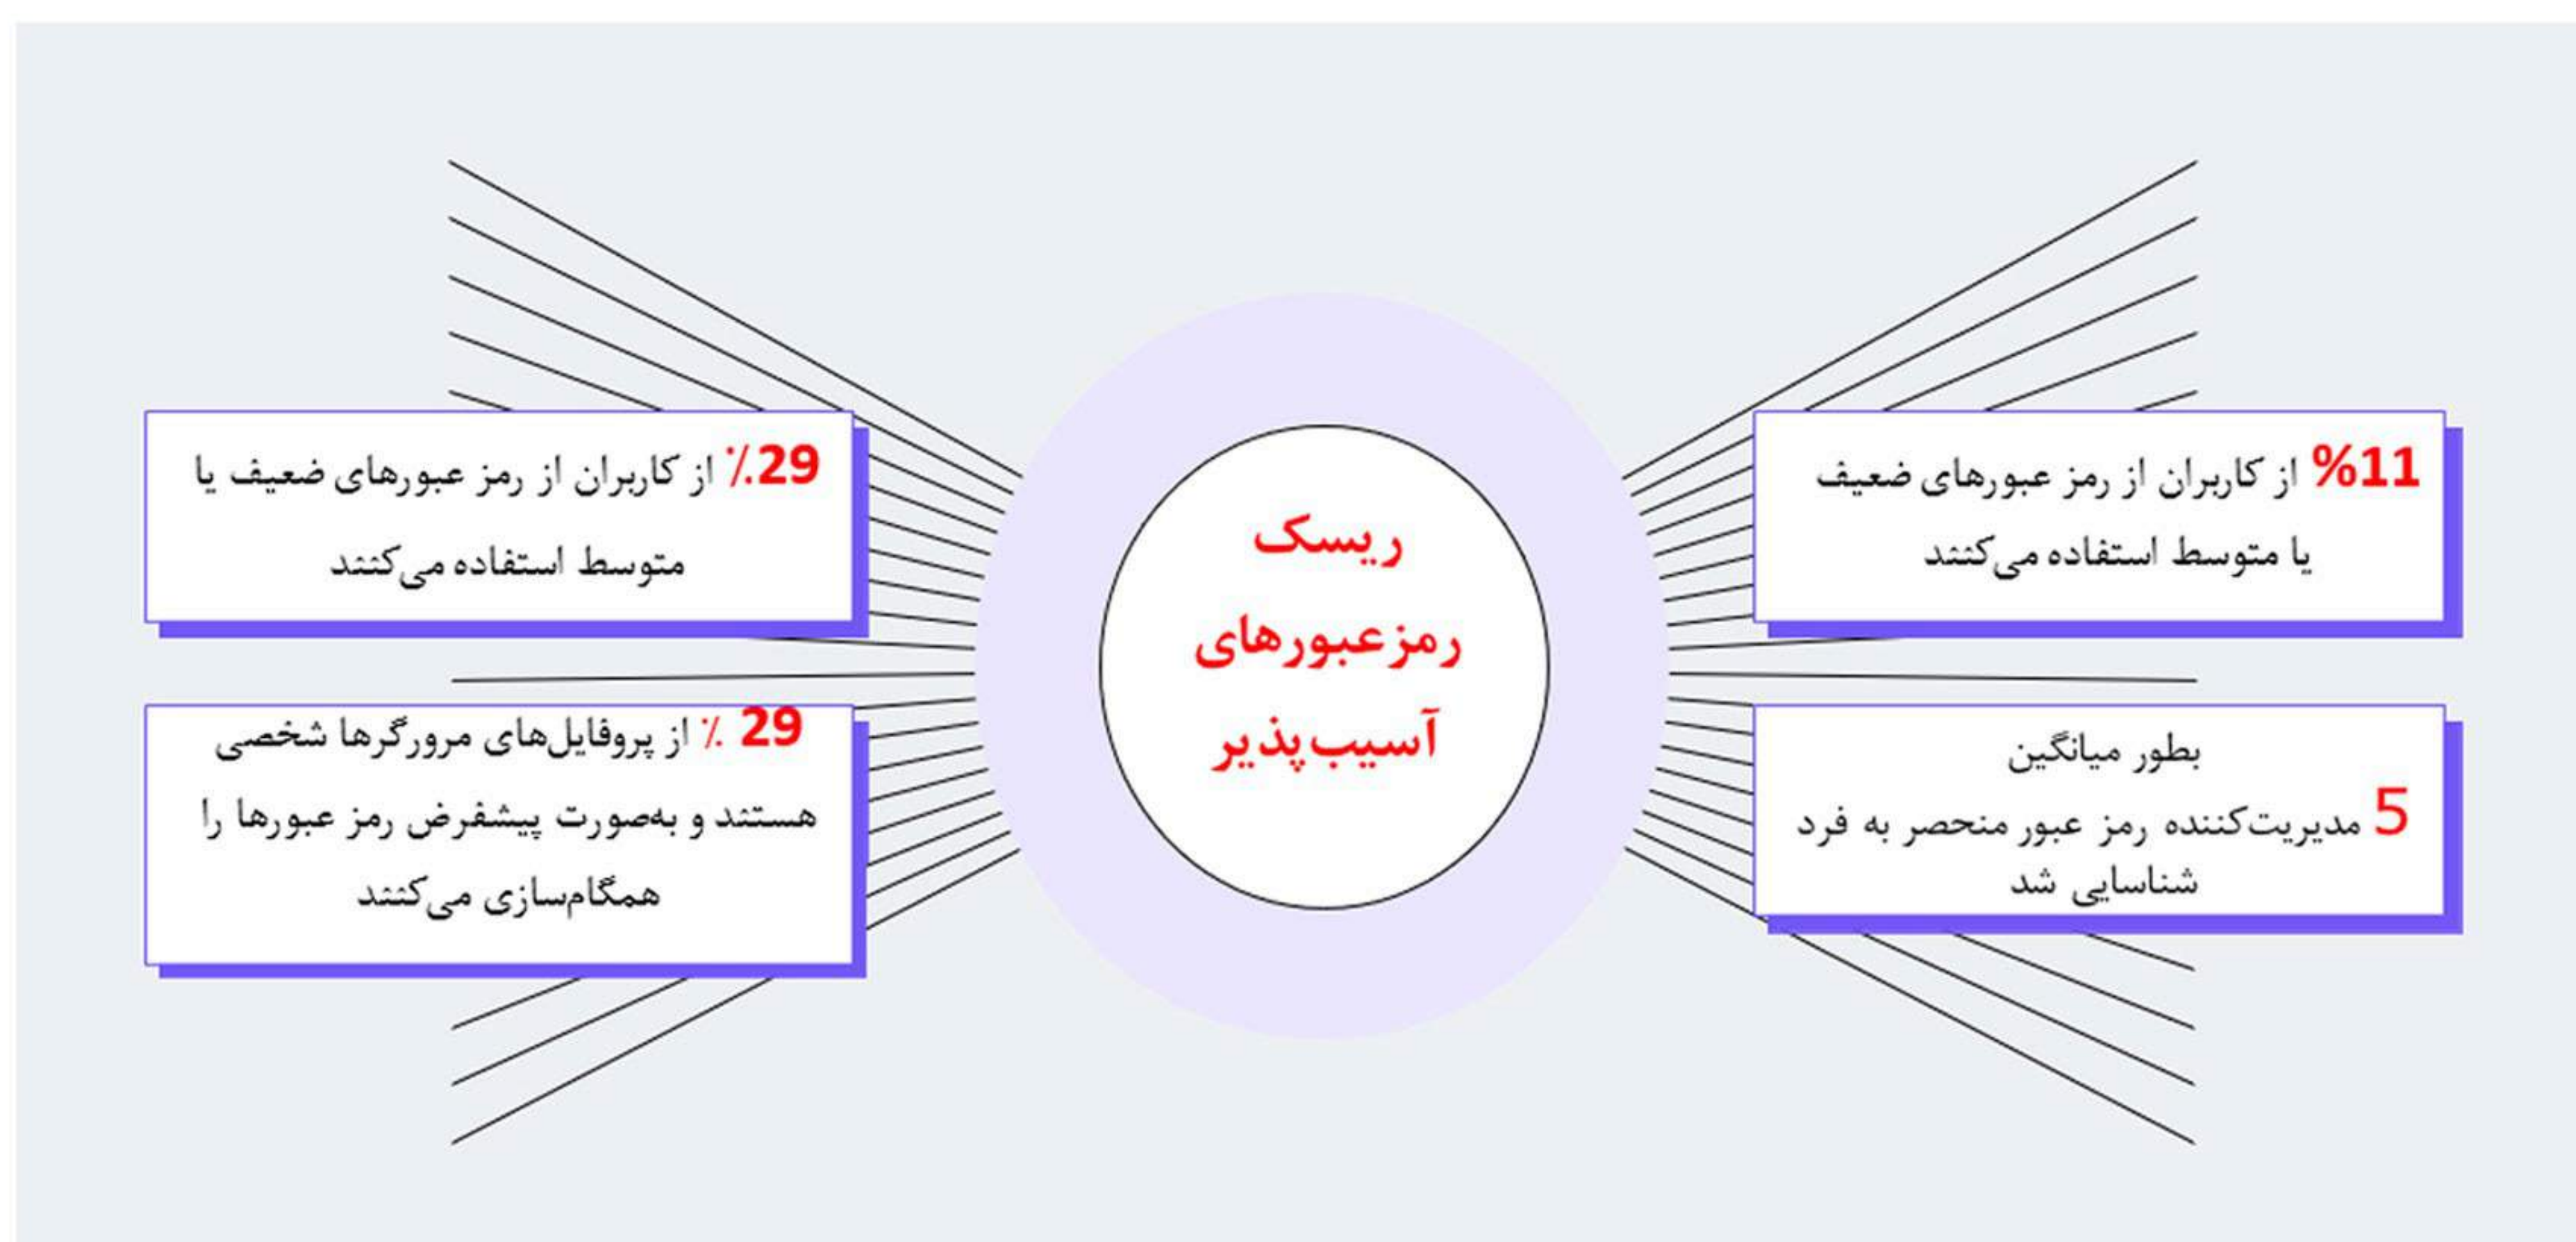 ریسک
رمزعبورهای
آسیب‌پذیر
%11 از کاربران از رمز عبورهای ضعیف
یا متوسط استفاده می‌کنند
29٪ از کاربران از رمز عبورهای ضعیف یا
متوسط استفاده می‌کنند
بطور میانگین
5 مدیریت‌کننده رمز عبور منحصر به فرد
شناسایی شد
29 ٪ از پروفایل‌های مرورگرها شخصی
هستند و به‌صورت پیشفرض رمز عبورها را
همگام‌سازی می‌کنند